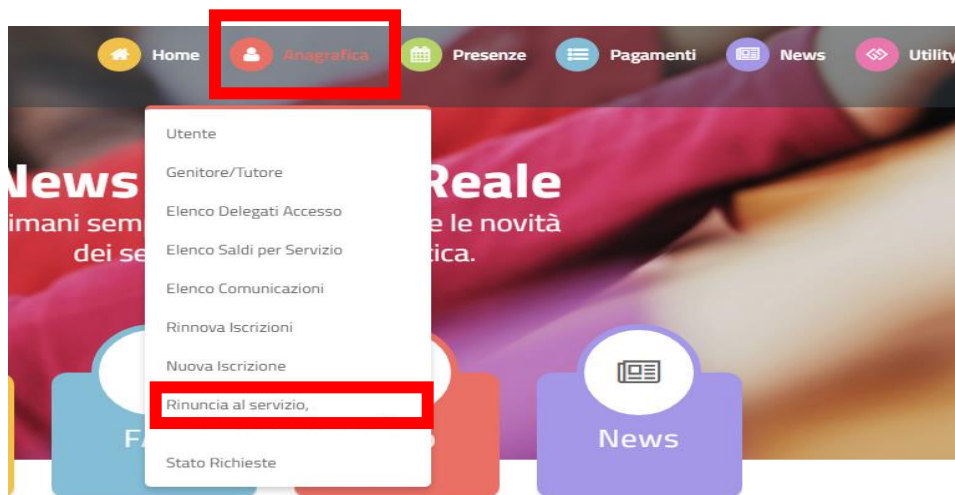 Home Anagrafica Presenze Pagamenti News Utility
Utente
Genitore/Tutore
News Reale
Elenco Delegati Accesso
imani sem e le novità
Elenco Saldi per Servizio
dei se ica.
Elenco Comunicazioni
Rinnova Iscrizioni
Nuova Iscrizione
Rinuncia al servizio,
News
Stato Richieste